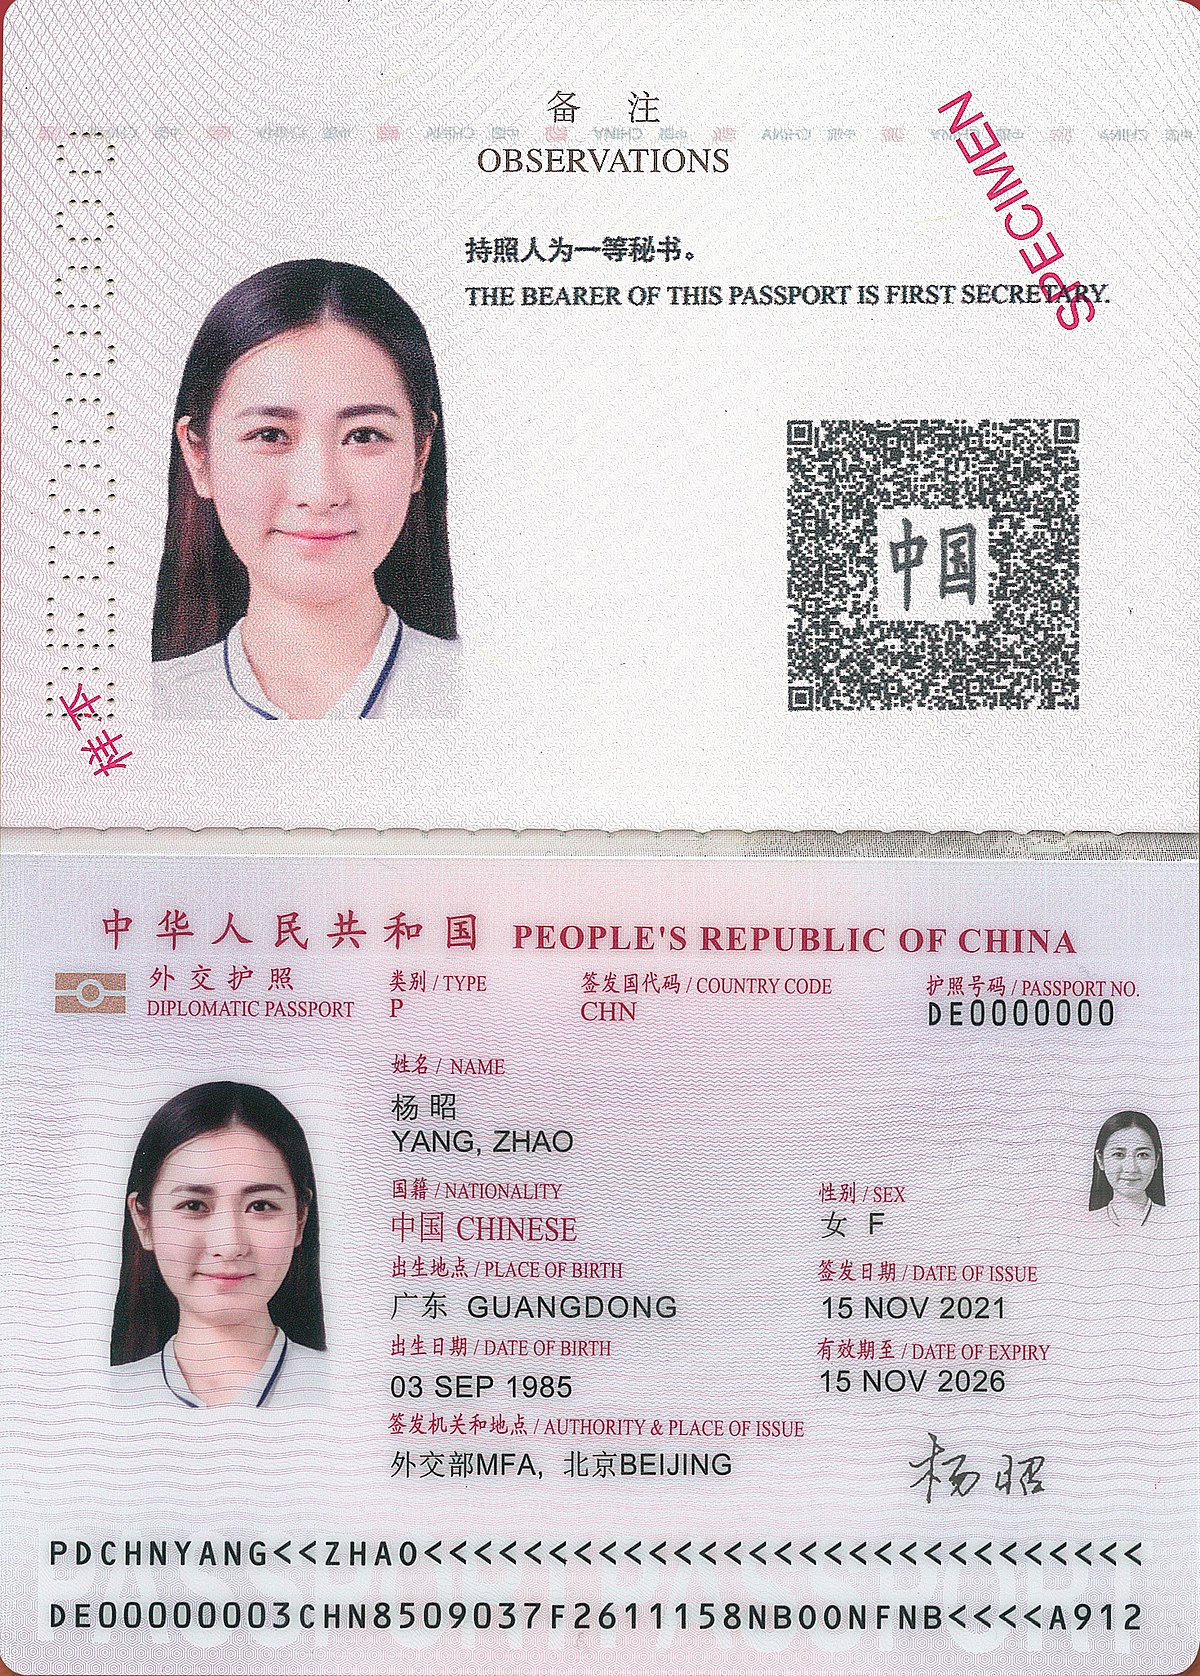 备 注
OBSERVATIONS
SPECIMEN
持照人为一等秘书。
THE BEARER OF THIS PASSPORT IS FIRST SECRETARY.
中国
样本
中华人民共和国 PEOPLE'S REPUBLIC OF CHINA
外交护照
DIPLOMATIC PASSPORT
类别 / TYPE
P
签发国代码 / COUNTRY CODE
CHN
护照号码 / PASSPORT NO.
DE0000000
姓名 / NAME
杨 昭
YANG, ZHAO
国籍 / NATIONALITY
中国 CHINESE
性别 / SEX
女 F
出生地点 / PLACE OF BIRTH
广东 GUANGDONG
签发日期 / DATE OF ISSUE
15 NOV 2021
出生日期 / DATE OF BIRTH
03 SEP 1985
有效期至 / DATE OF EXPIRY
15 NOV 2026
签发机关和地点 / AUTHORITY & PLACE OF ISSUE
外交部MFA, 北京BEIJING
杨昭
PDCHNYANG<<ZHAO<<<<<<<<<<<<<<<<<<<<<<<<<<<<<
DE00000003CHN8509037F2611158NBOONFNB<<<<A912